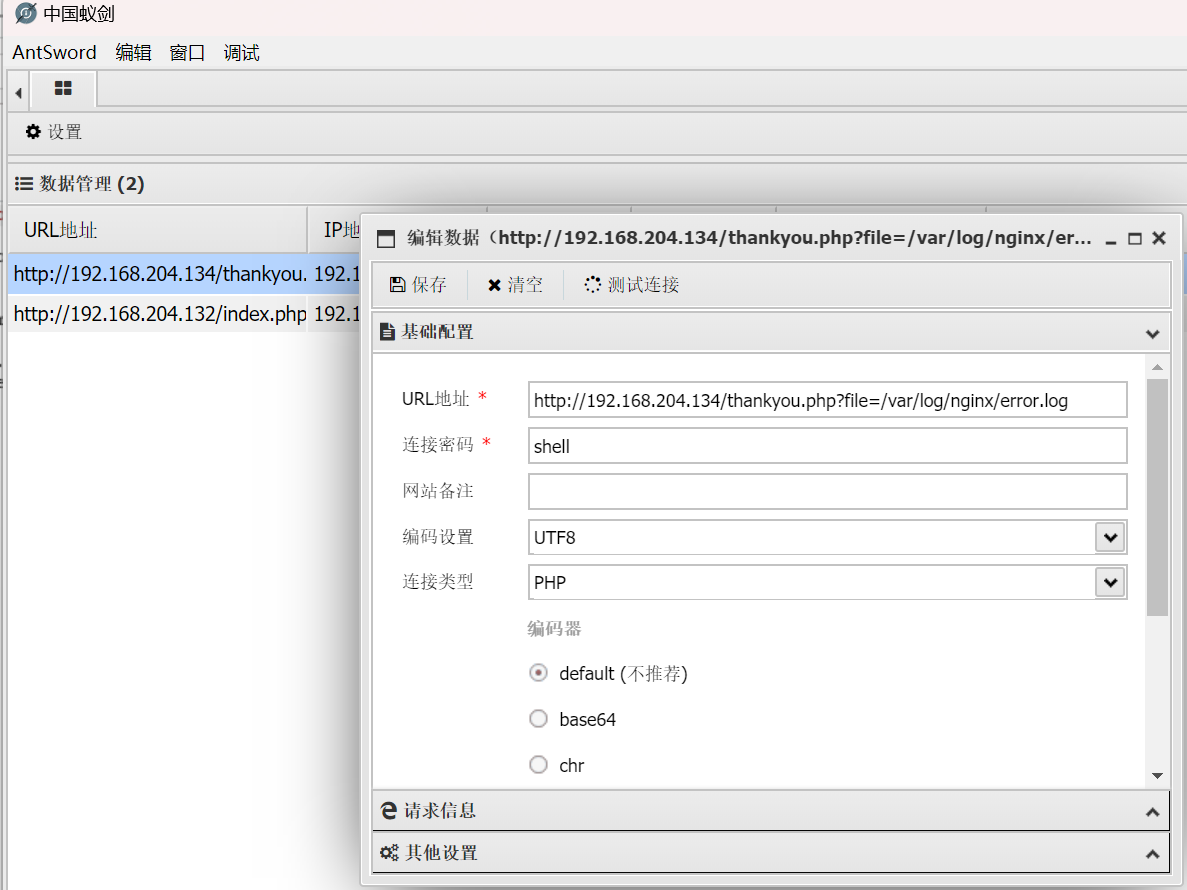 中国蚁剑
AntSword 编辑 窗口 调试
设置
数据管理 (2)
URL地址 IP地
http://192.168.204.134/thankyou. 192.1
http://192.168.204.132/index.php 192.1
编辑数据（http://192.168.204.134/thankyou.php?file=/var/log/nginx/er...
保存 清空 测试连接
基础配置
URL地址 * http://192.168.204.134/thankyou.php?file=/var/log/nginx/error.log
连接密码 * shell
网站备注
编码设置 UTF8
连接类型 PHP
编码器
default (不推荐)
base64
chr
请求信息
其他设置